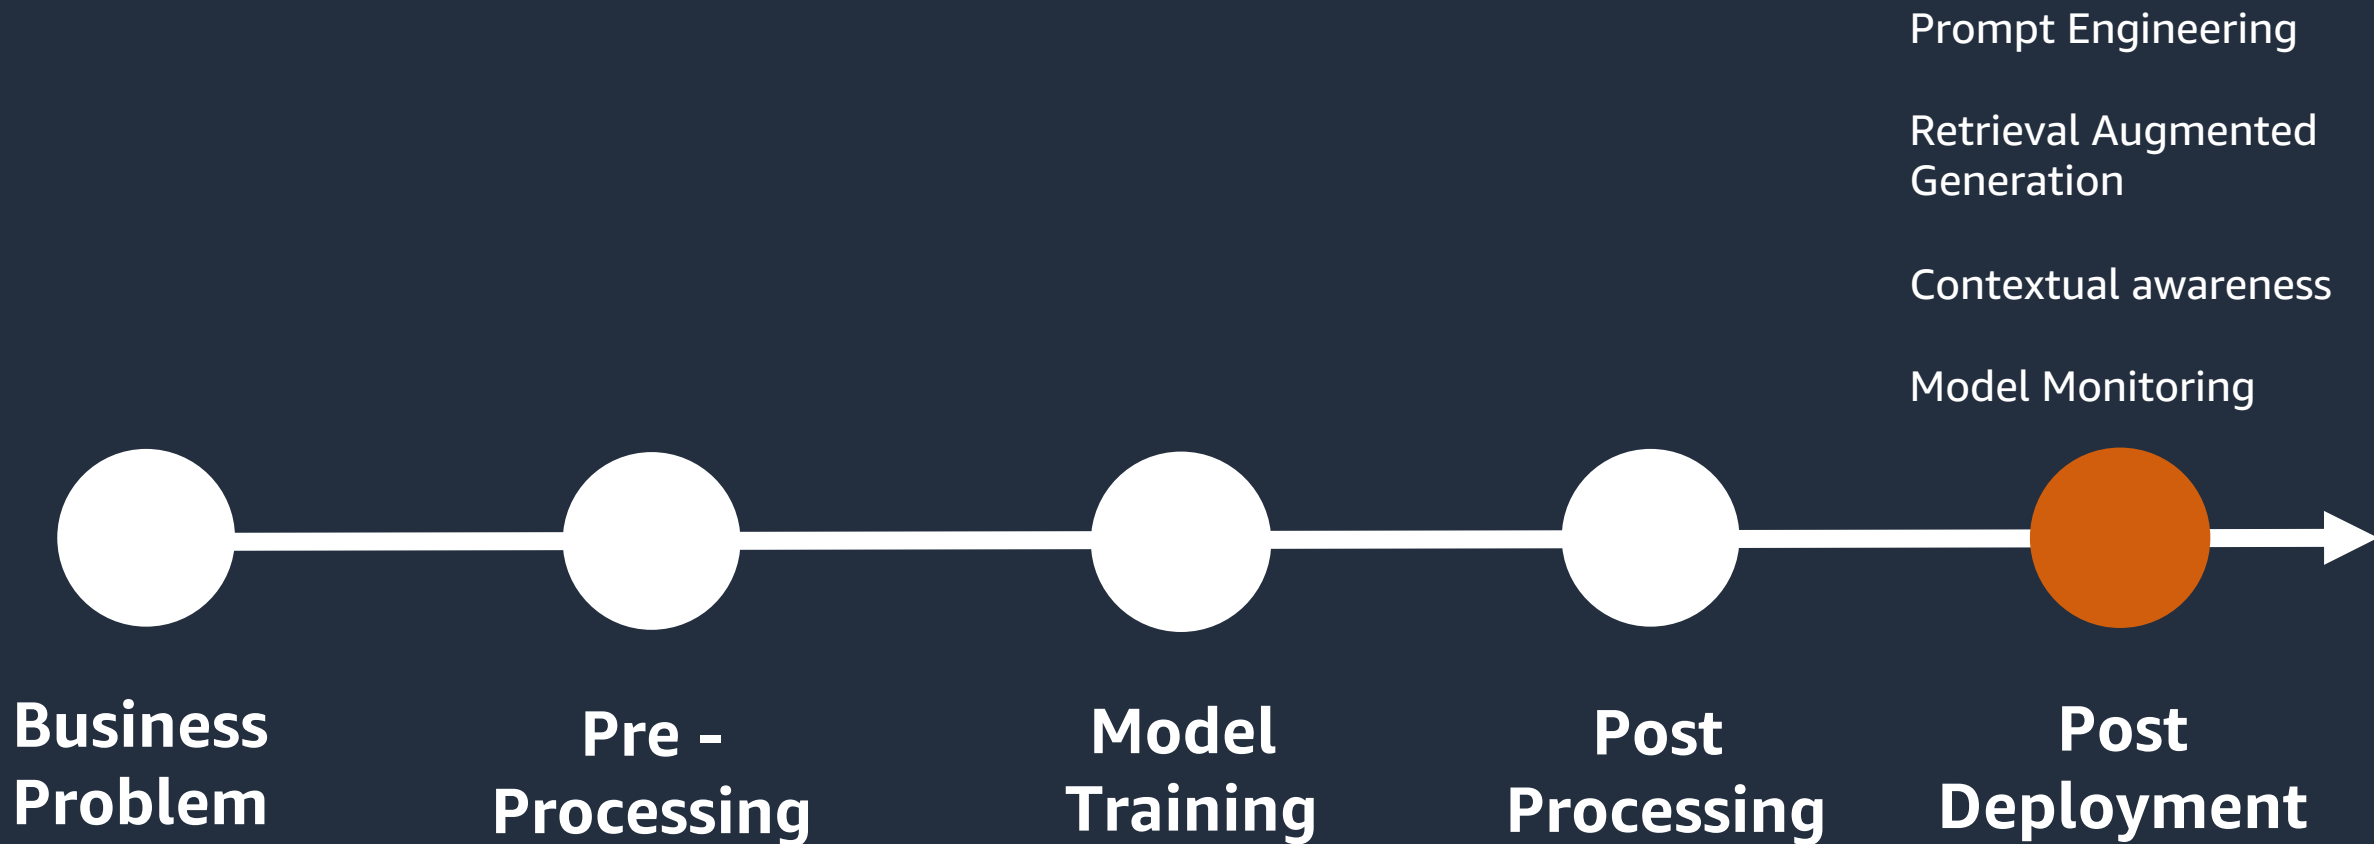 Prompt Engineering
Retrieval Augmented
Generation
Contextual awareness
Model Monitoring
Business
Problem
Pre -
Processing
Model
Training
Post
Processing
Post
Deployment